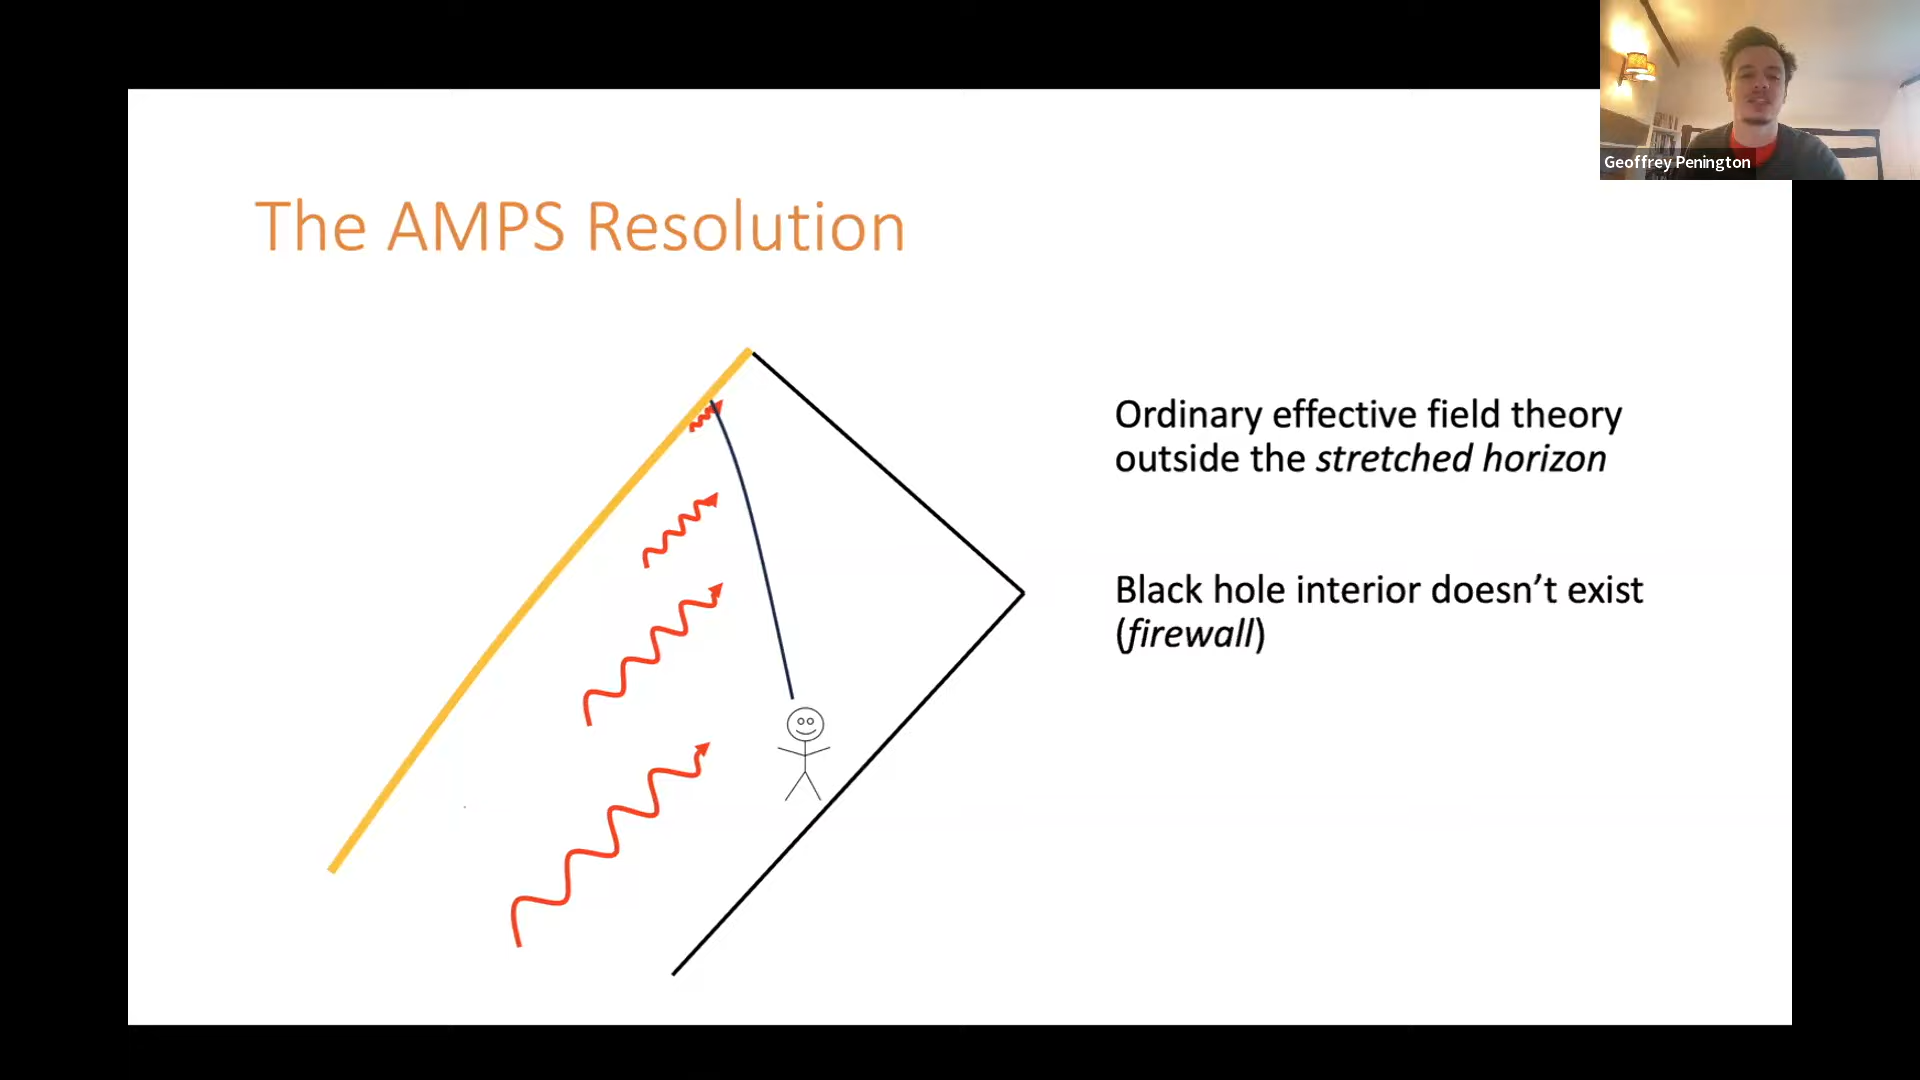 Geoffrey Penington
The AMPS Resolution
Ordinary effective field theory
outside the stretched horizon
Black hole interior doesn’t exist
(firewall)